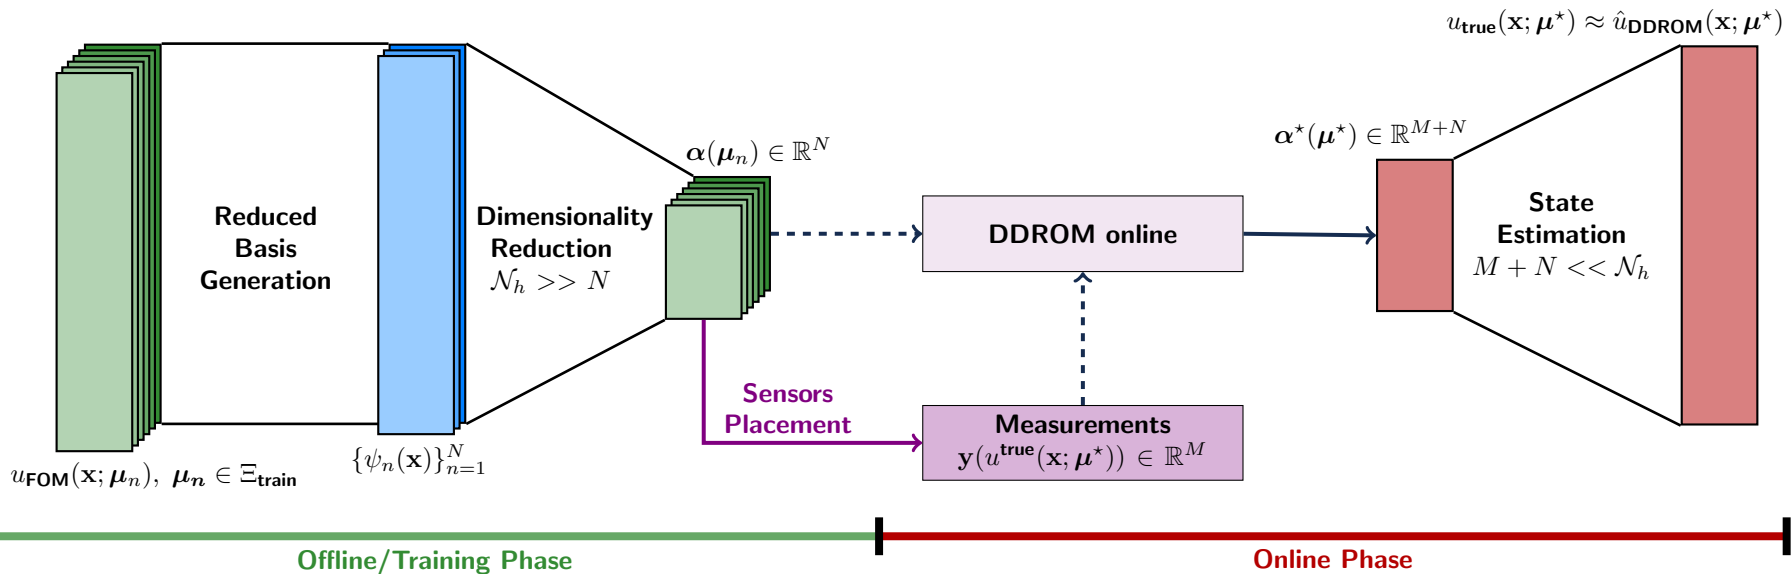 u_true(x; μ⋆) ≈ û_DDROM(x; μ⋆)
α(μ_n) ∈ ℝ^N
α⋆(μ⋆) ∈ ℝ^{M+N}
Reduced
Basis
Generation
Dimensionality
Reduction
𝒩_h >> N
DDROM online
State
Estimation
M + N << 𝒩_h
Sensors
Placement
Measurements
y(u^true(x; μ⋆)) ∈ ℝ^M
{ψ_n(x)}_{n=1}^N
u_FOM(x; μ_n), μ_n ∈ Ξ_train
Offline/Training Phase
Online Phase